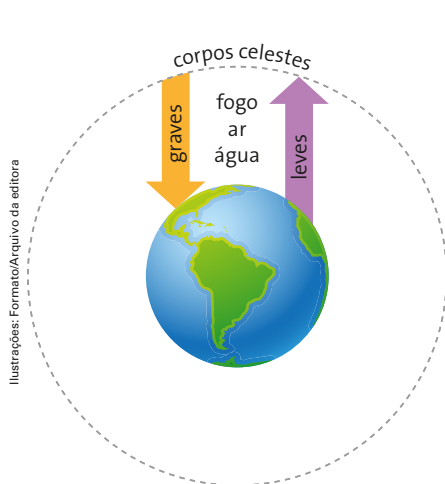 corpos celestes
graves
fogo
ar
água
leves
Ilustrações: Formato/Arquivo da editora